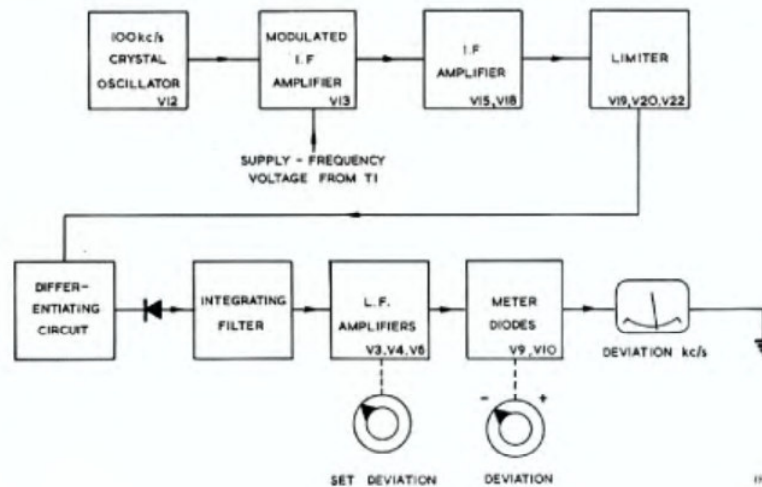 100kc/s
CRYSTAL
OSCILLATOR
V12
MODULATED
I.F
AMPLIFIER
V13
I.F
AMPLIFIER
V15,V18
LIMITER
V19,V20,V22
SUPPLY - FREQUENCY
VOLTAGE FROM T1
DIFFER-
ENTIATING
CIRCUIT
INTEGRATING
FILTER
L.F.
AMPLIFIERS
V3,V4,V6
METER
DIODES
V9,V10
DEVIATION kc/s
- +
SET DEVIATION
DEVIATION